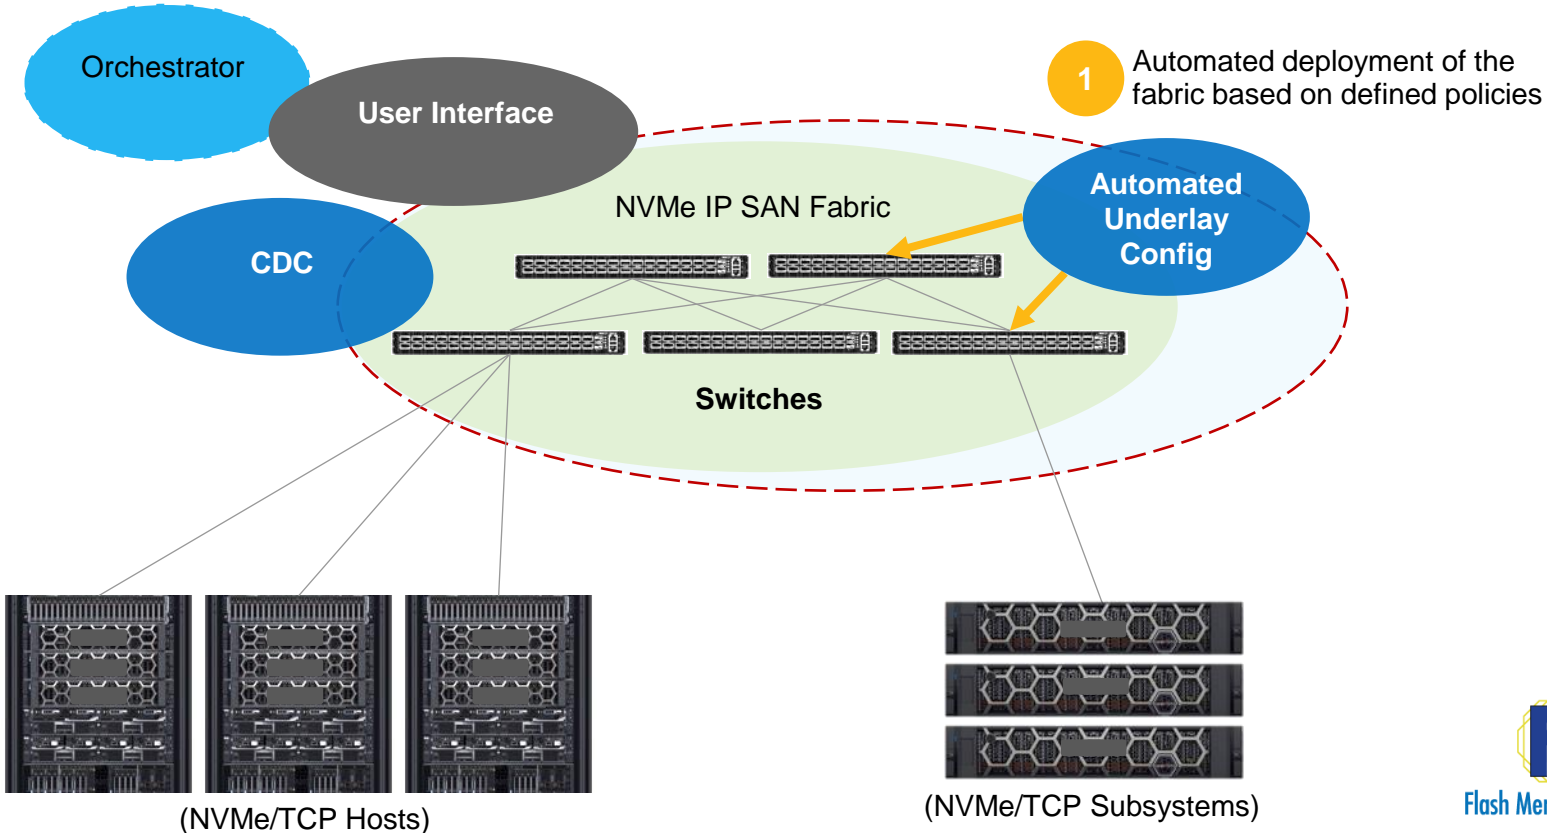 Orchestrator
User Interface
1
Automated deployment of the
fabric based on defined policies
NVMe IP SAN Fabric
Automated
Underlay
Config
CDC
Switches
(NVMe/TCP Hosts)
(NVMe/TCP Subsystems)
Flash